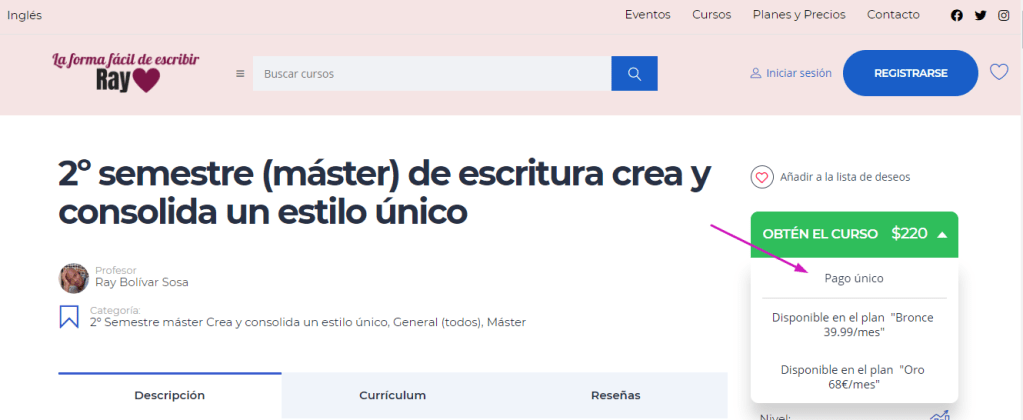 Inglés
Eventos Cursos Planes y Precios Contacto
La forma fácil de escribir
Ray
Buscar cursos
Iniciar sesión
REGISTRARSE
2º semestre (máster) de escritura crea y
consolida un estilo único
Añadir a la lista de deseos
OBTÉN EL CURSO $220
Pago único
Disponible en el plan "Bronce
39.99/mes"
Disponible en el plan "Oro
68€/mes"
Profesor
Ray Bolívar Sosa
Categoría:
2º Semestre máster Crea y consolida un estilo único, General (todos), Máster
Descripción Currículum Reseñas
Nivel: